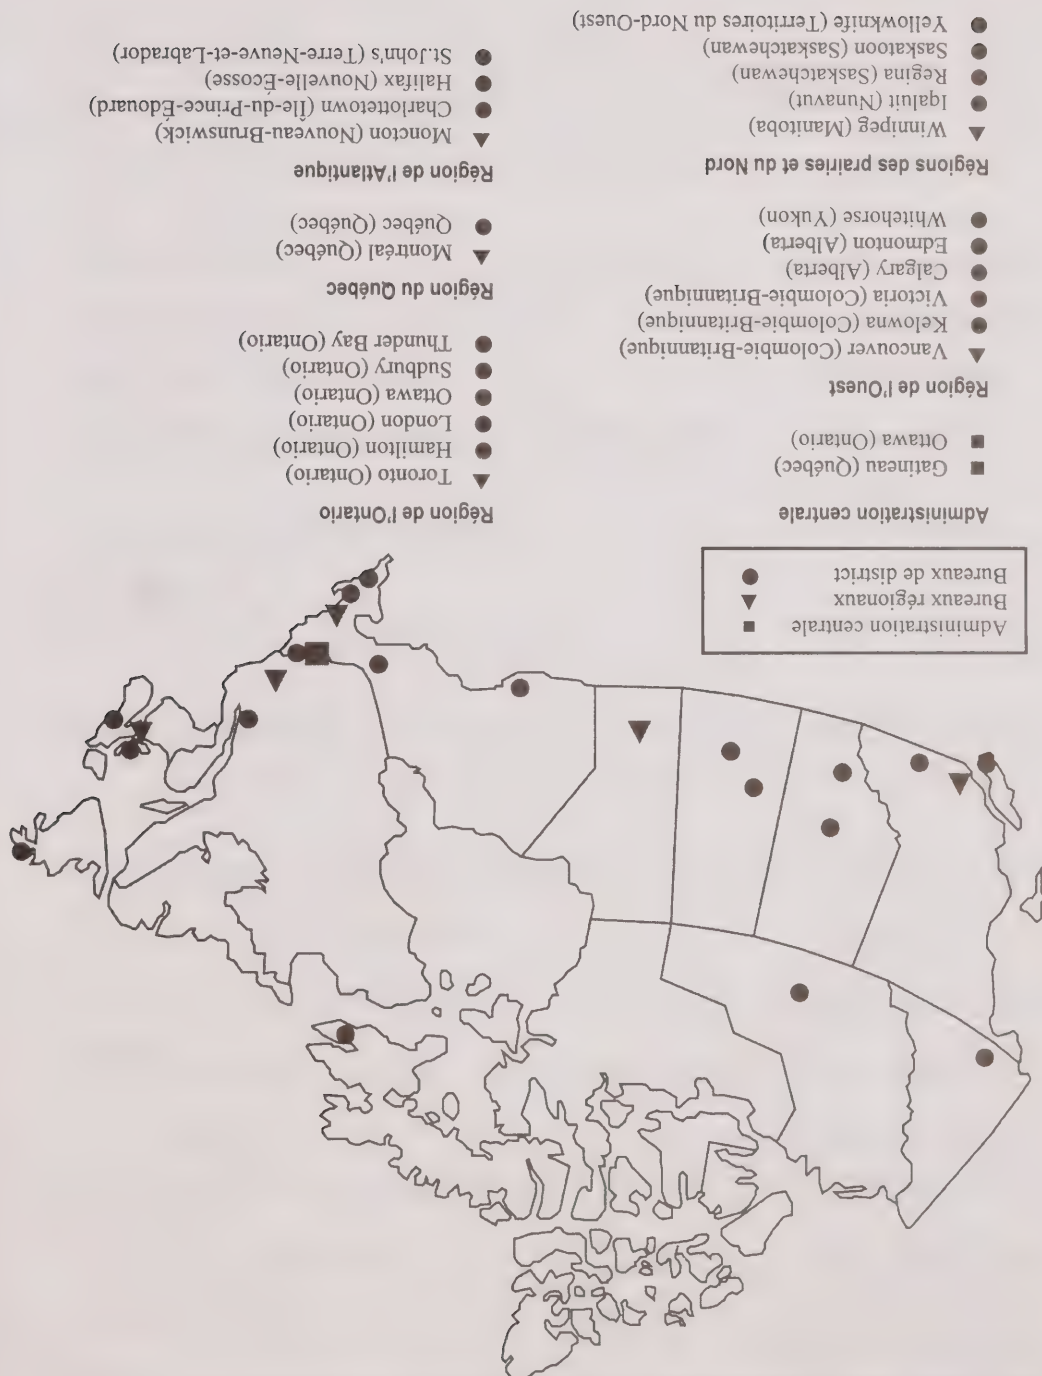 Administration centrale
Bureaux régionaux
Bureaux de district
Administration centrale
Gatineau (Québec)
Ottawa (Ontario)
Région de l'Ouest
Vancouver (Colombie-Britannique)
Kelowna (Colombie-Britannique)
Victoria (Colombie-Britannique)
Calgary (Alberta)
Edmonton (Alberta)
Whitehorse (Yukon)
Régions des prairies et du Nord
Winnipeg (Manitoba)
Iqaluit (Nunavut)
Regina (Saskatchewan)
Saskatoon (Saskatchewan)
Yellowknife (Territoires du Nord-Ouest)
Région de l'Ontario
Toronto (Ontario)
Hamilton (Ontario)
London (Ontario)
Ottawa (Ontario)
Sudbury (Ontario)
Thunder Bay (Ontario)
Région du Québec
Montréal (Québec)
Québec (Québec)
Région de l'Atlantique
Moncton (Nouveau-Brunswick)
Charlottetown (Île-du-Prince-Édouard)
Halifax (Nouvelle-Écosse)
St.John's (Terre-Neuve-et-Labrador)